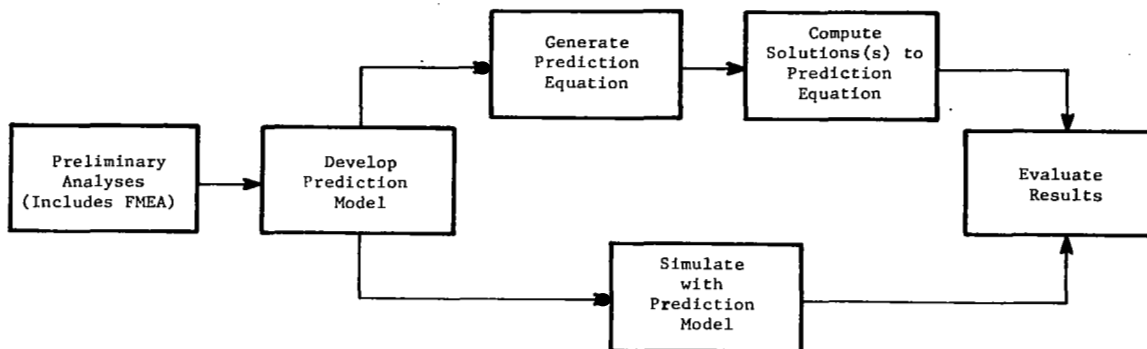 Preliminary
Analyses
(Includes FMEA)
Develop
Prediction
Model
Generate
Prediction
Equation
Compute
Solutions(s) to
Prediction
Equation
Simulate
with
Prediction
Model
Evaluate
Results